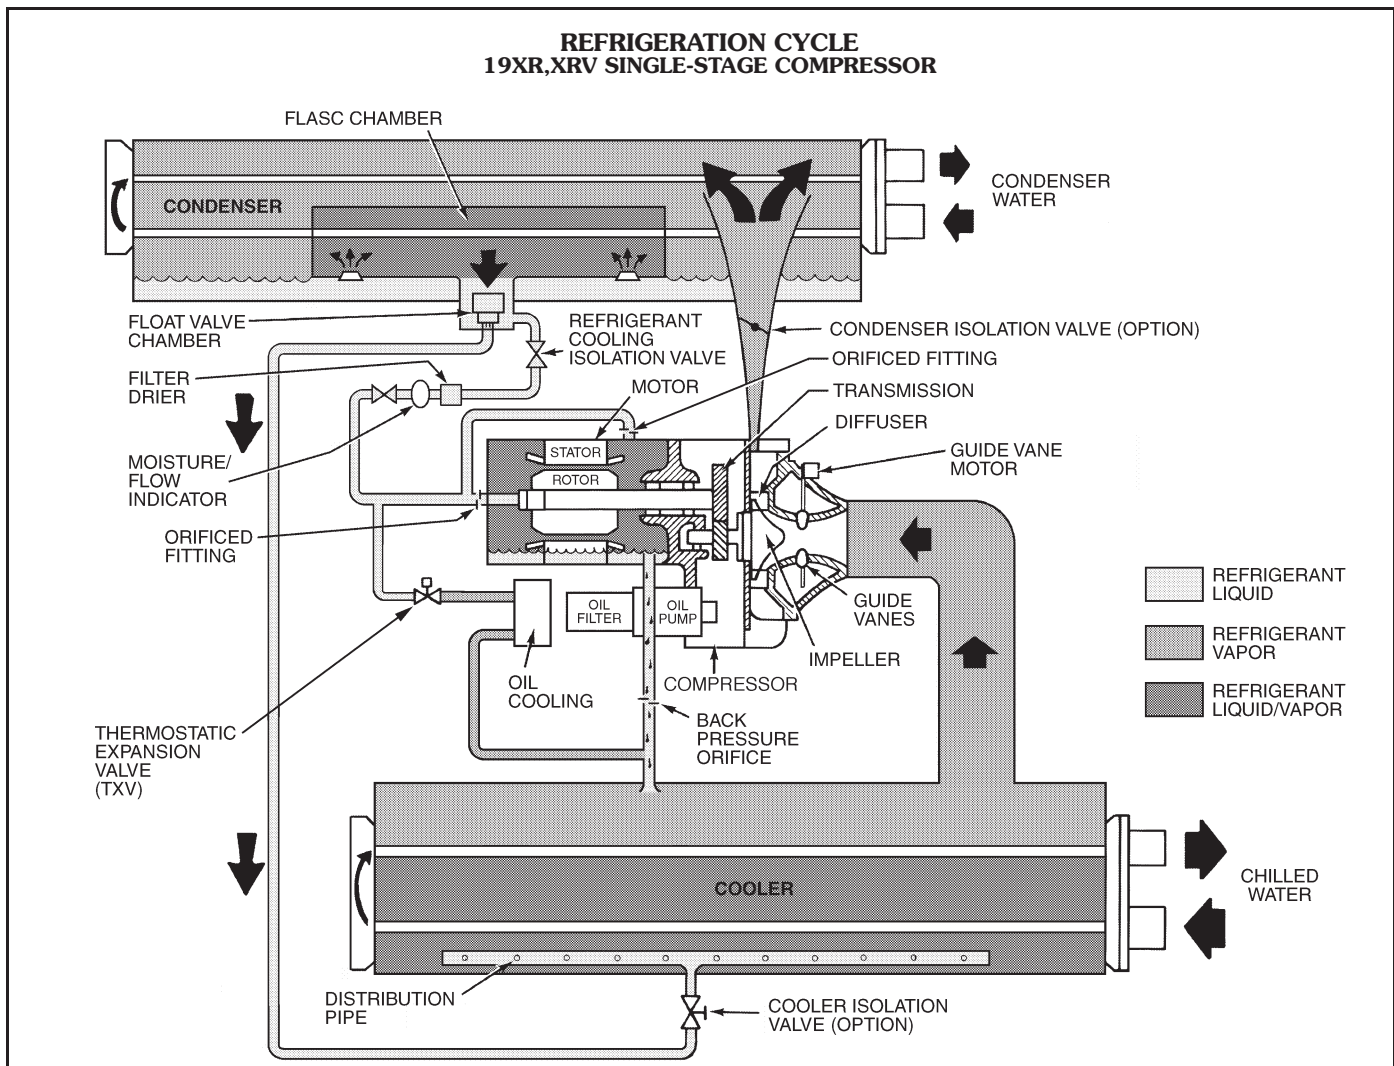 REFRIGERATION CYCLE
19XR,XRV SINGLE-STAGE COMPRESSOR
FLASC CHAMBER
CONDENSER
CONDENSER
WATER
FLOAT VALVE
CHAMBER
REFRIGERANT
COOLING
ISOLATION VALVE
CONDENSER ISOLATION VALVE (OPTION)
ORIFICED FITTING
FILTER
DRIER
MOTOR
TRANSMISSION
DIFFUSER
STATOR
ROTOR
GUIDE VANE
MOTOR
MOISTURE/
FLOW
INDICATOR
ORIFICED
FITTING
REFRIGERANT
LIQUID
REFRIGERANT
VAPOR
REFRIGERANT
LIQUID/VAPOR
OIL
FILTER
OIL
PUMP
GUIDE
VANES
IMPELLER
OIL
COOLING
COMPRESSOR
BACK
PRESSURE
ORIFICE
THERMOSTATIC
EXPANSION
VALVE
(TXV)
COOLER
CHILLED
WATER
DISTRIBUTION
PIPE
COOLER ISOLATION
VALVE (OPTION)